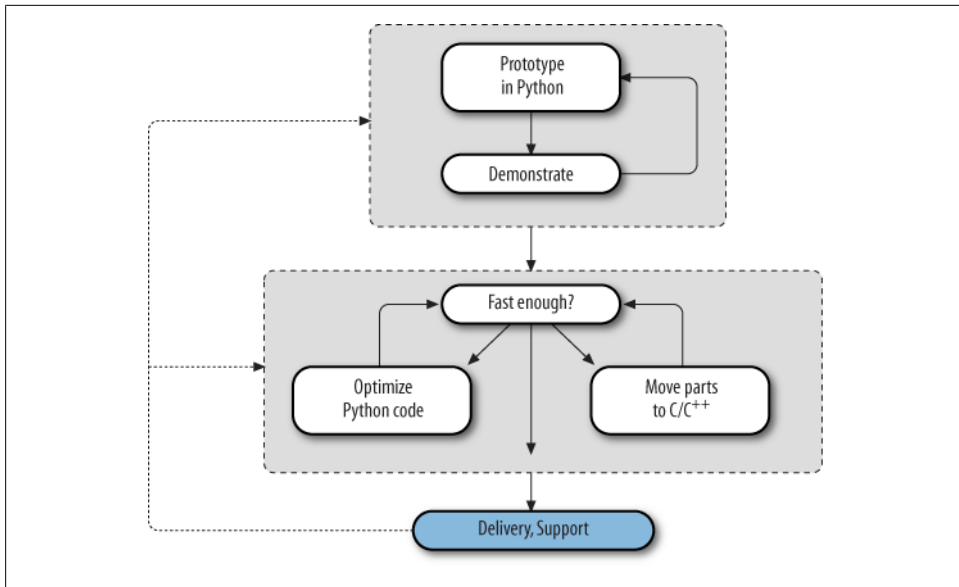 Prototype
in Python
Demonstrate
Fast enough?
Optimize
Python code
Move parts
to C/C++
Delivery, Support